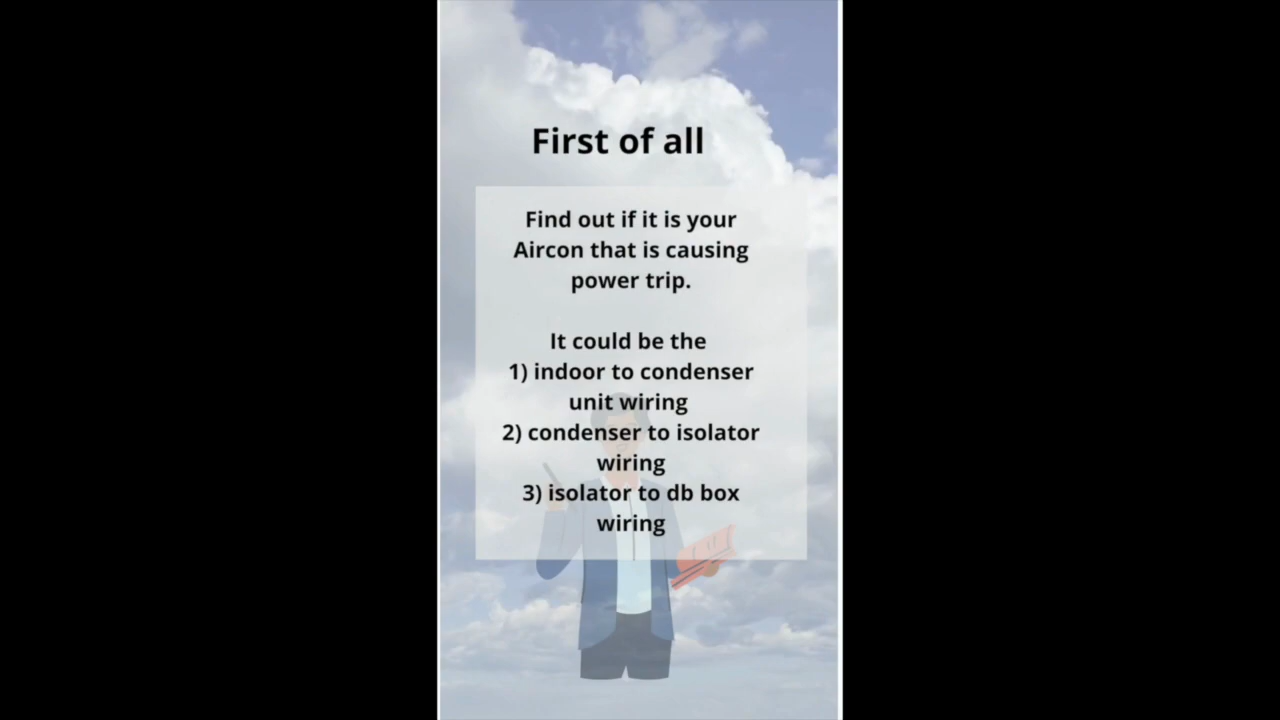 First of all
Find out if it is your
Aircon that is causing
power trip.
It could be the
1) indoor to condenser
unit wiring
2) condenser to isolator
wiring
3) isolator to db box
wiring